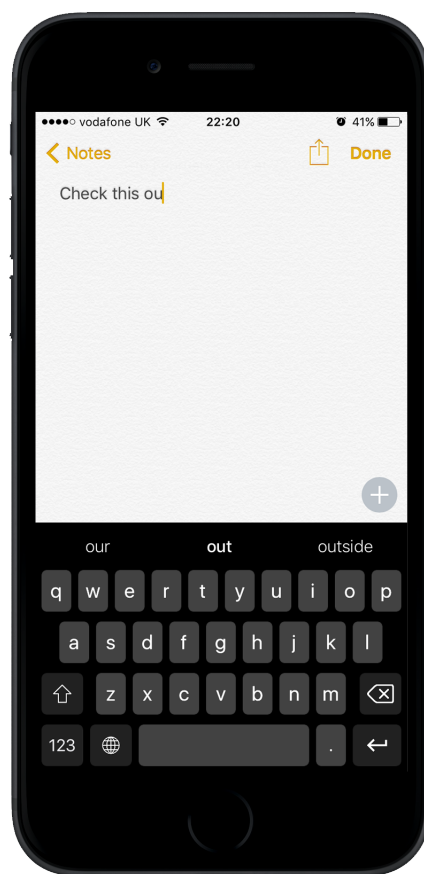 vodafone UK 22:20 41%
Notes Done
Check this ou
our out outside
q w e r t y u i o p
a s d f g h j k l
z x c v b n m
123 .